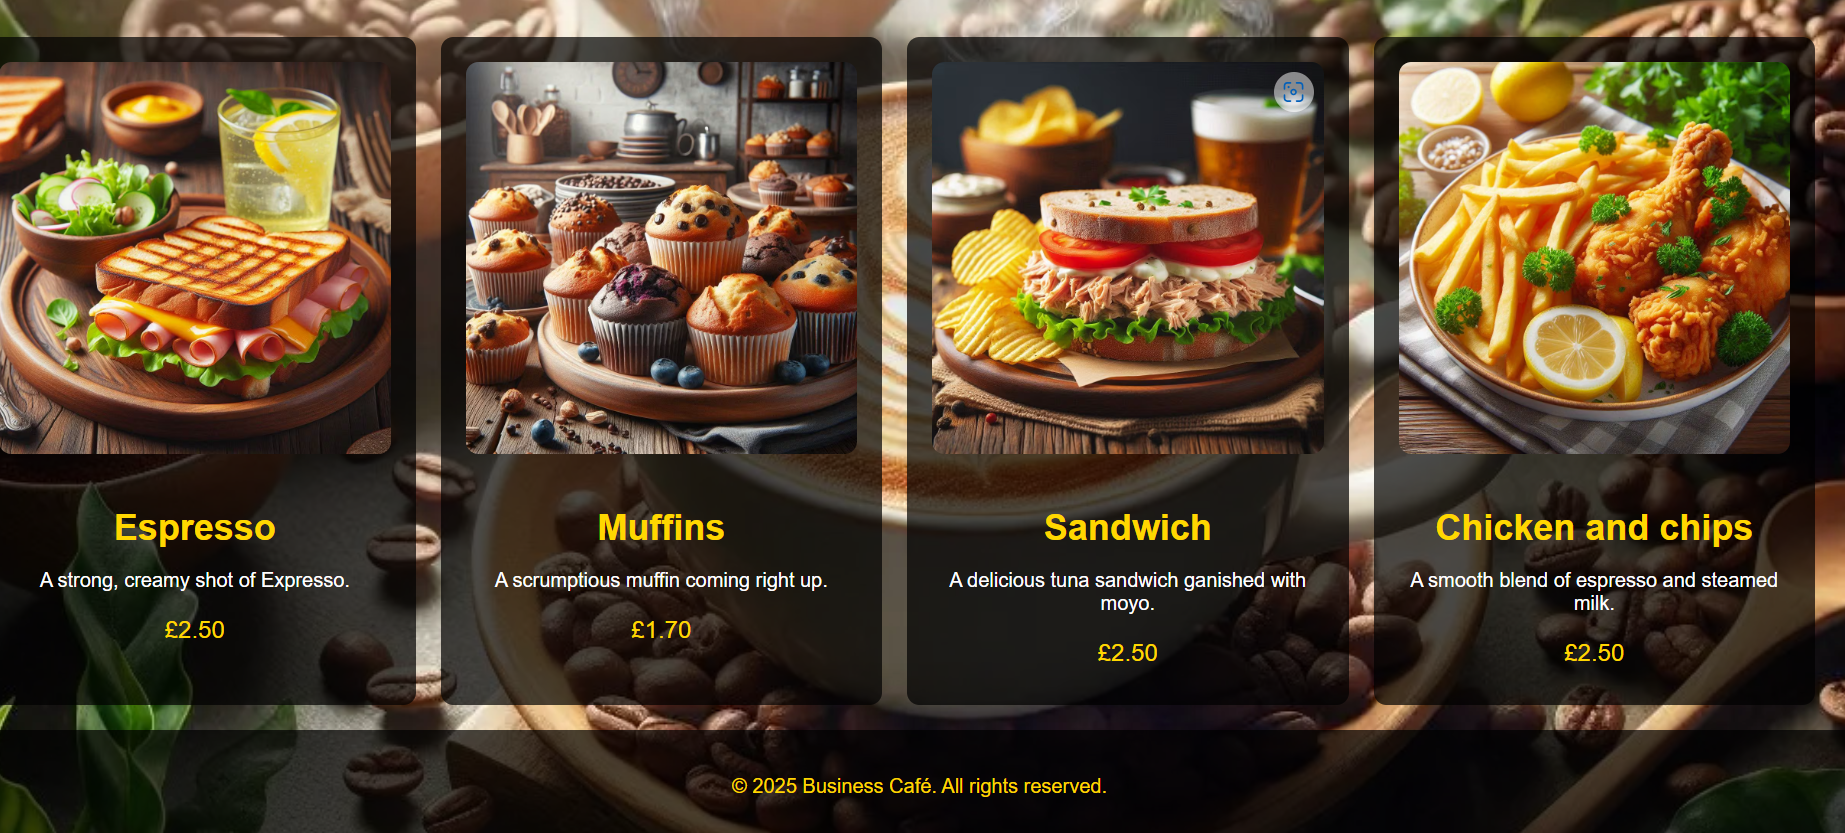 Espresso
A strong, creamy shot of Expresso.
£2.50
Muffins
A scrumptious muffin coming right up.
£1.70
Sandwich
A delicious tuna sandwich ganished with
moyo.
£2.50
Chicken and chips
A smooth blend of espresso and steamed
milk.
£2.50
© 2025 Business Café. All rights reserved.